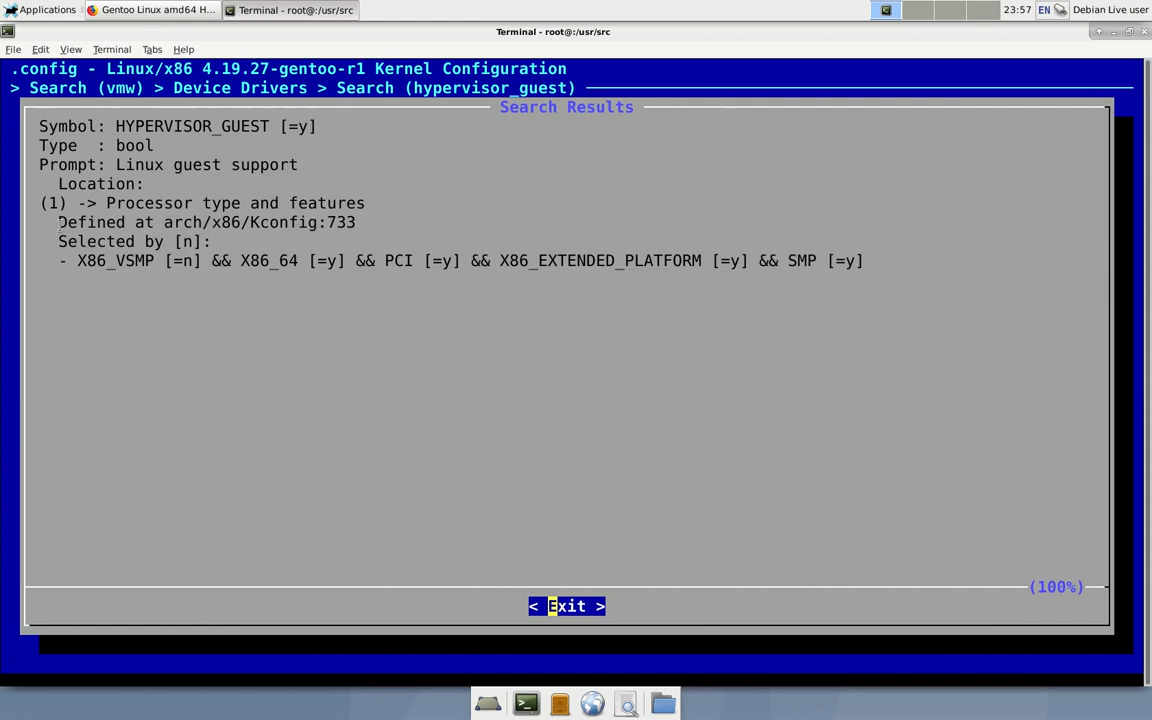 Applications
Gentoo Linux amd64 H...
Terminal - root@:/usr/src
23:57
EN
Debian Live user
Terminal - root@:/usr/src
File Edit View Terminal Tabs Help
.config - Linux/x86 4.19.27-gentoo-r1 Kernel Configuration
> Search (vmw) > Device Drivers > Search (hypervisor_guest)
Search Results
Symbol: HYPERVISOR_GUEST [=y]
Type  : bool
Prompt: Linux guest support
Location:
(1) -> Processor type and features
Defined at arch/x86/Kconfig:733
Selected by [n]:
- X86_VSMP [=n] && X86_64 [=y] && PCI [=y] && X86_EXTENDED_PLATFORM [=y] && SMP [=y]
(100%)
< Exit >